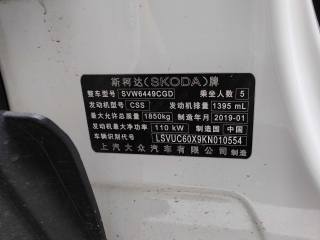 斯柯达(SKODA)牌
整车型号 SVW6449CGD 乘坐人数 5
发动机型号 CSS 发动机排量 1395 mL
最大允许总质量 1850kg 制造年月 2019-01
发动机最大净功率 110 kW 制造国 中国
车辆识别代号 LSVUC60X9KN010554
上汽大众汽车有限公司 制造